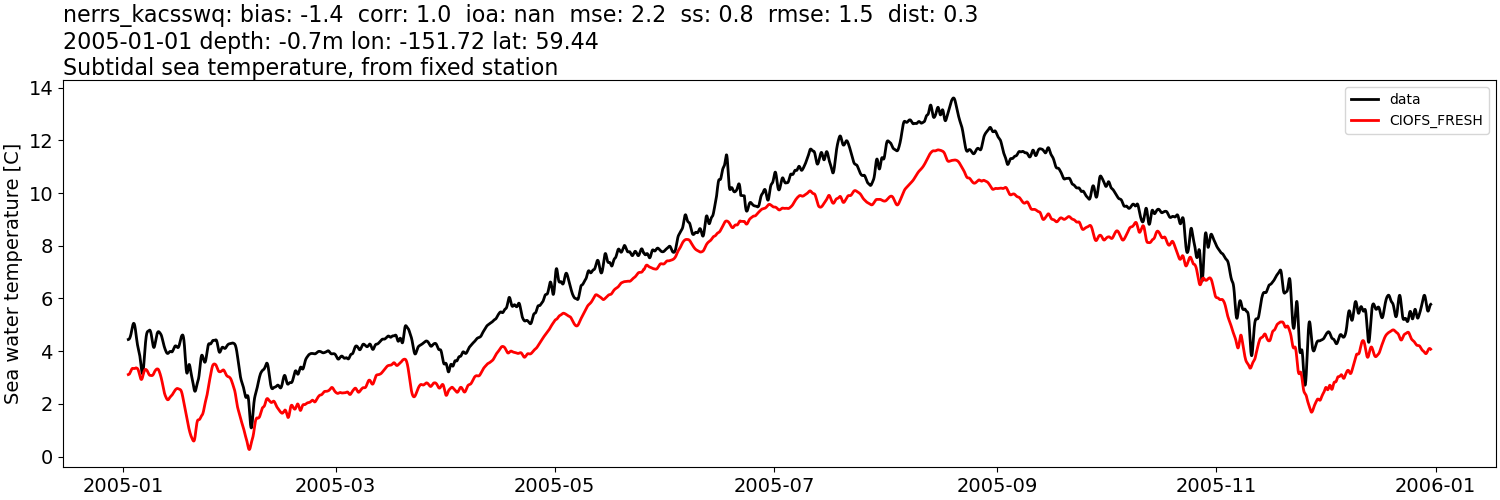 nerrs_kacsswq: bias: -1.4  corr: 1.0  ioa: nan  mse: 2.2  ss: 0.8  rmse: 1.5  dist: 0.3
2005-01-01 depth: -0.7m lon: -151.72 lat: 59.44
Subtidal sea temperature, from fixed station
data
CIOFS_FRESH
Sea water temperature [C]
14
12
10
8
6
4
2
0
2005-01
2005-03
2005-05
2005-07
2005-09
2005-11
2006-01